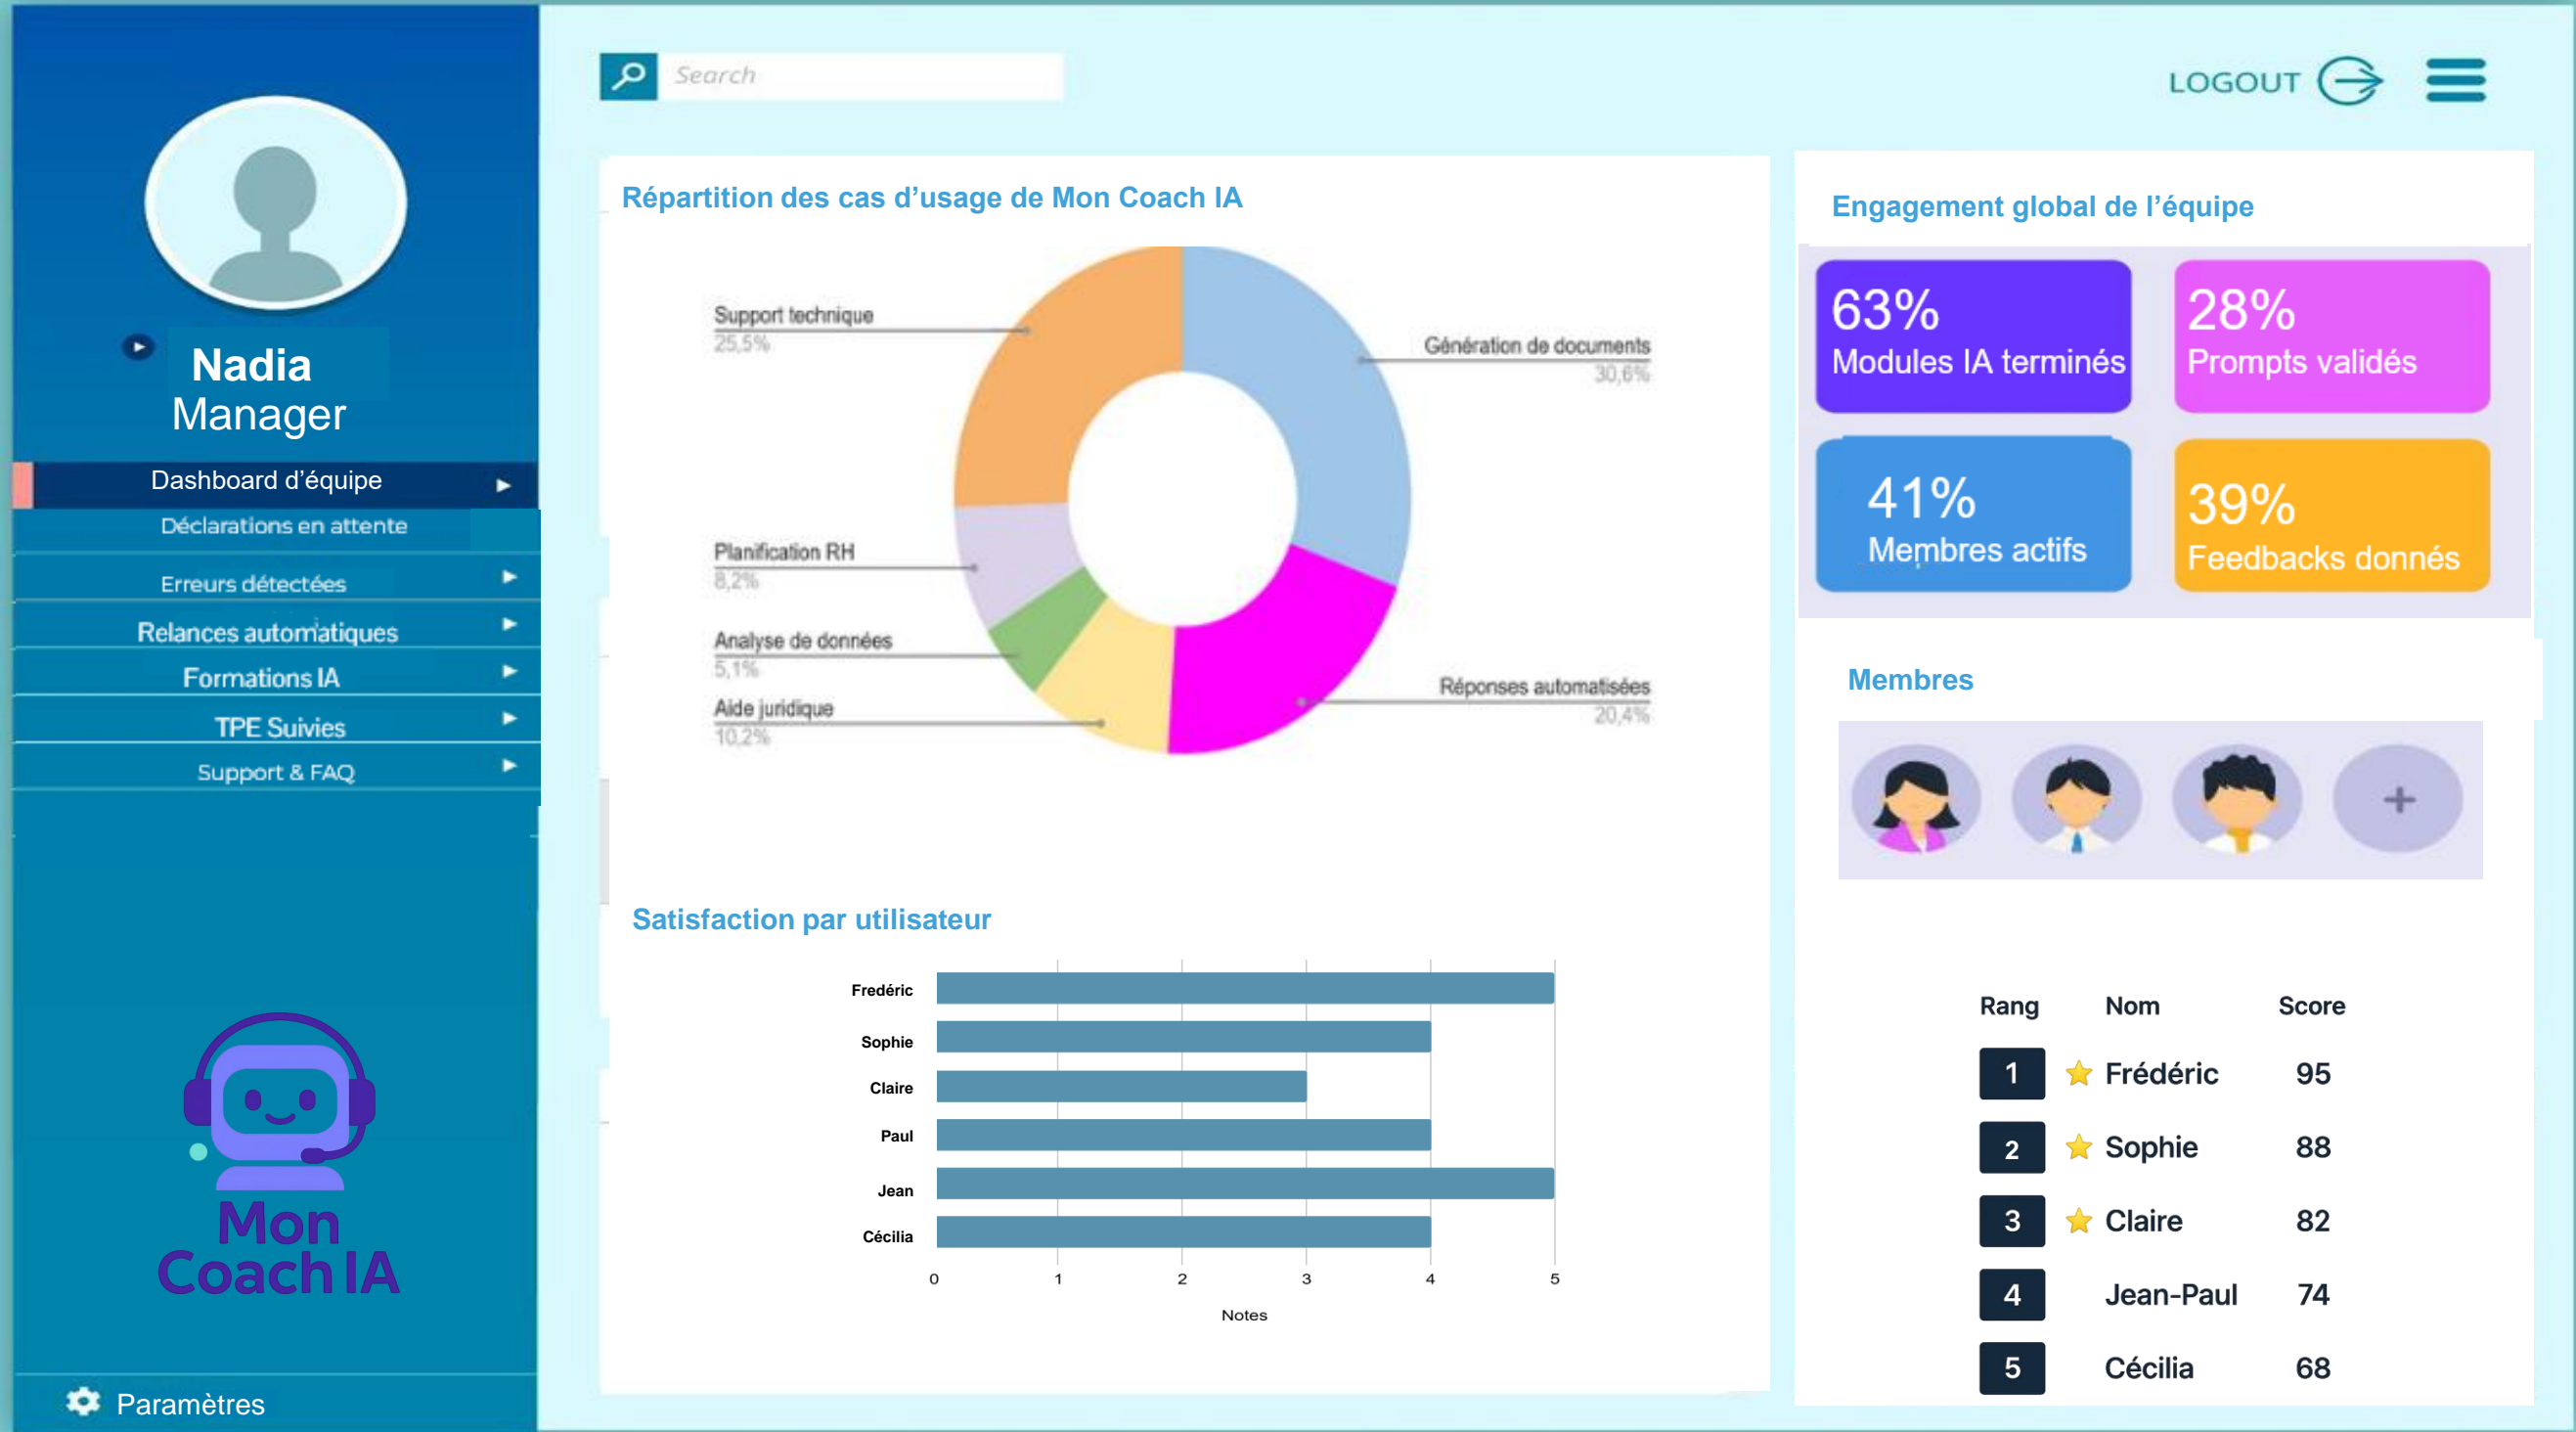 Nadia
Manager
Dashboard d’équipe
Déclarations en attente
Erreurs détectées
Relances automatiques
Formations IA
TPE Suivies
Support & FAQ
Mon
Coach IA
Paramètres
Search
LOGOUT
Répartition des cas d’usage de Mon Coach IA
Support technique
25,5%
Génération de documents
30,6%
Planification RH
8,2%
Analyse de données
5,1%
Aide juridique
10,2%
Réponses automatisées
20,4%
Satisfaction par utilisateur
Fredéric
Sophie
Claire
Paul
Jean
Cécilia
0 1 2 3 4 5
Notes
Engagement global de l’équipe
63%
Modules IA terminés
28%
Prompts validés
41%
Membres actifs
39%
Feedbacks donnés
Membres
+
Rang Nom Score
1 Frédéric 95
2 Sophie 88
3 Claire 82
4 Jean-Paul 74
5 Cécilia 68